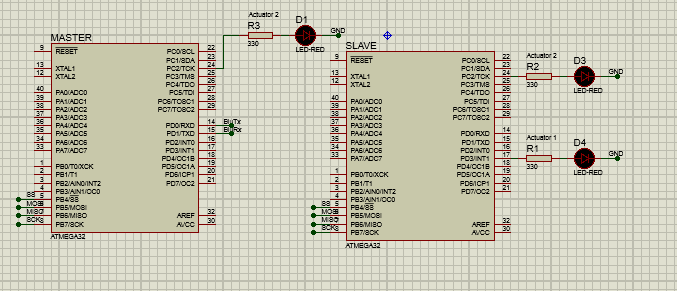 Actuator 2
D1
R3
GND
330
LED-RED
MASTER
9 RESET PC0/SCL 22
PC1/SDA 23
13 XTAL1 PC2/TCK 24
12 XTAL2 PC3/TMS 25
PC4/TDO 26
40 PA0/ADC0 PC5/TDI 27
39 PA1/ADC1 PC6/TOSC1 28
38 PA2/ADC2 PC7/TOSC2 29
37 PA3/ADC3
36 PA4/ADC4 PD0/RXD 14
35 PA5/ADC5 PD1/TXD 15
34 PA6/ADC6 PD2/INT0 16
33 PA7/ADC7 PD3/INT1 17
PD4/OC1B 18
1 PB0/T0/XCK PD5/OC1A 19
2 PB1/T1 PD6/ICP1 20
3 PB2/AIN0/INT2 PD7/OC2 21
4 PB3/AIN1/OC0
SS 5 PB4/SS
MOSI PB5/MOSI
MISO PB6/MISO AREF 32
SCK PB7/SCK AVCC 30
ATMEGA32
SLAVE
9 RESET PC0/SCL 22
PC1/SDA 23
13 XTAL1 PC2/TCK 24
12 XTAL2 PC3/TMS 25
PC4/TDO 26
40 PA0/ADC0 PC5/TDI 27
39 PA1/ADC1 PC6/TOSC1 28
38 PA2/ADC2 PC7/TOSC2 29
37 PA3/ADC3
36 PA4/ADC4 PD0/RXD 14
35 PA5/ADC5 PD1/TXD 15
34 PA6/ADC6 PD2/INT0 16
33 PA7/ADC7 PD3/INT1 17
PD4/OC1B 18
1 PB0/T0/XCK PD5/OC1A 19
2 PB1/T1 PD6/ICP1 20
3 PB2/AIN0/INT2 PD7/OC2 21
4 PB3/AIN1/OC0
SS 5 PB4/SS
MOSI PB5/MOSI
MISO PB6/MISO AREF 32
SCK PB7/SCK AVCC 30
ATMEGA32
Actuator 2
D3
R2
GND
330
LED-RED
Actuator 1
D4
R1
GND
330
LED-RED